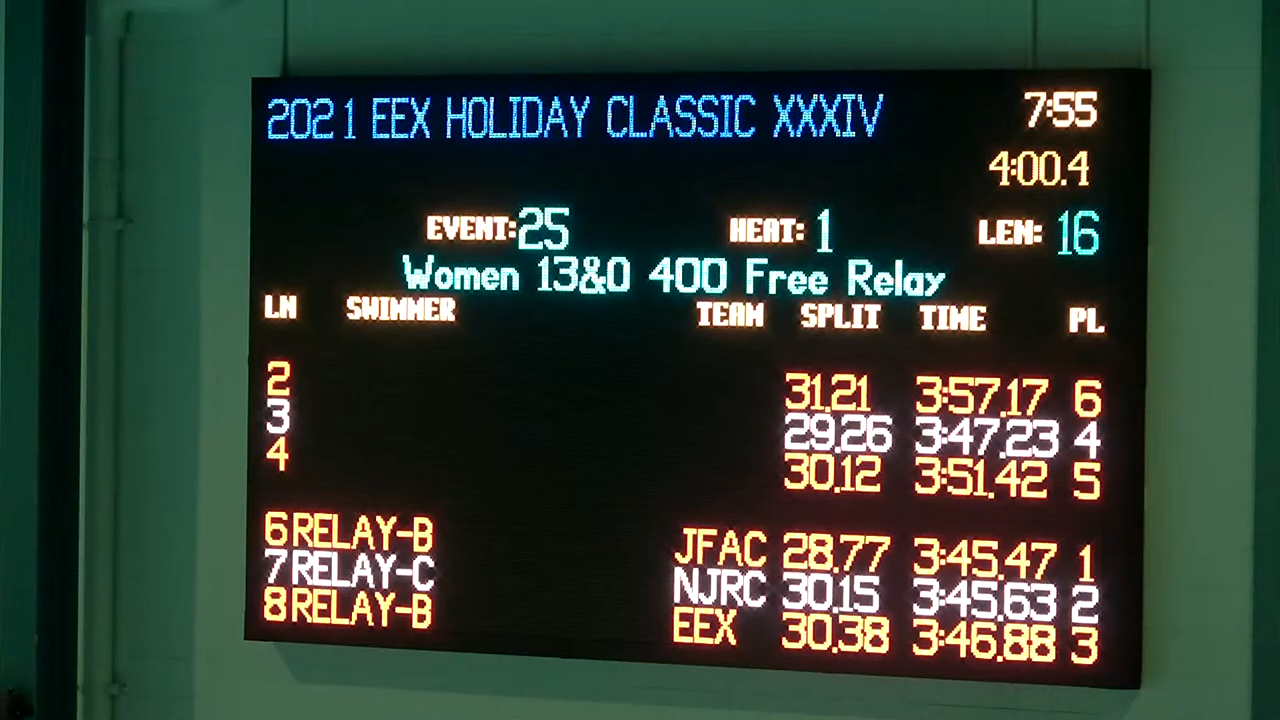 2021 EEX HOLIDAY CLASSIC XXXIV 7:55
4:00.4
EVENT:25 HEAT: 1 LEN: 16
Women 13&O 400 Free Relay
LN SWIMMER TEAM SPLIT TIME PL
2 31.21 3:57.17 6
3 29.26 3:47.23 4
4 30.12 3:51.42 5
6 RELAY-B JFAC 28.77 3:45.47 1
7 RELAY-C NJRC 30.15 3:45.63 2
8 RELAY-B EEX 30.38 3:46.88 3